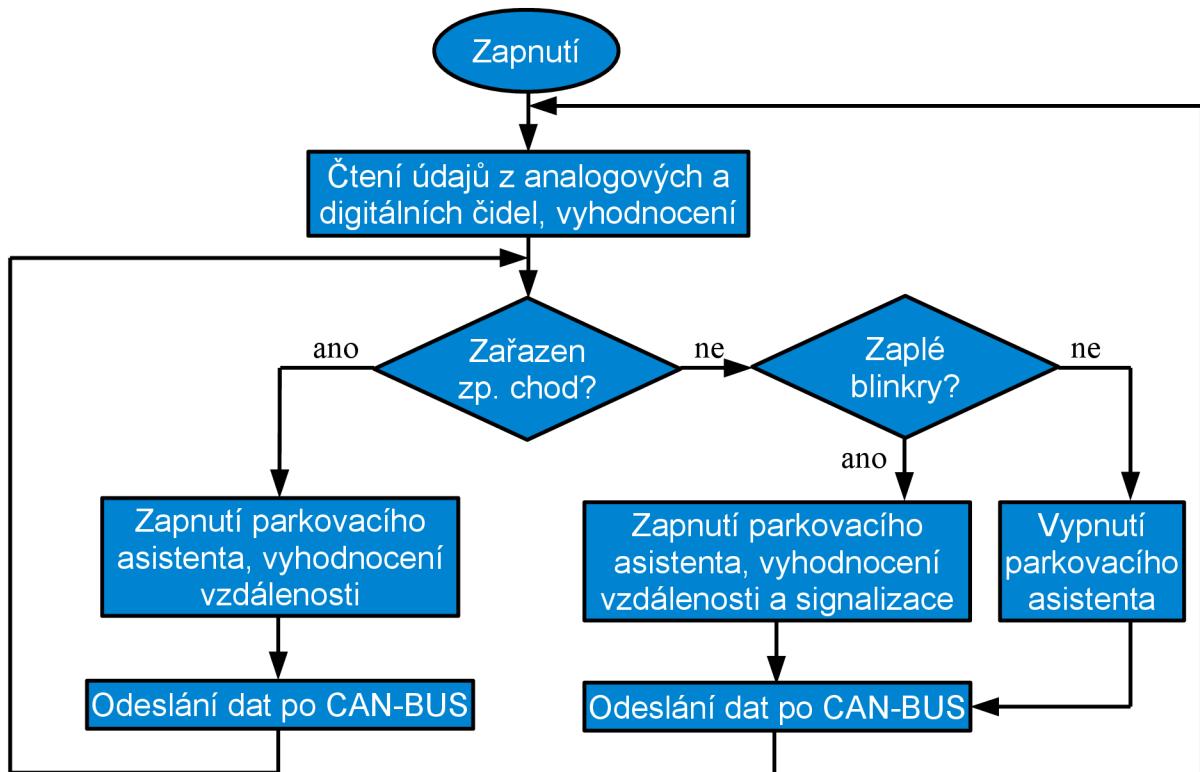 Zapnutí
Čtení údajů z analogových a
digitálních čidel, vyhodnocení
ano
Zařazen
zp. chod?
ne
Zaplé
blinkry?
ne
ano
Zapnutí parkovacího
asistenta, vyhodnocení
vzdálenosti
Zapnutí parkovacího
asistenta, vyhodnocení
vzdálenosti a signalizace
Vypnutí
parkovacího
asistenta
Odeslání dat po CAN-BUS
Odeslání dat po CAN-BUS